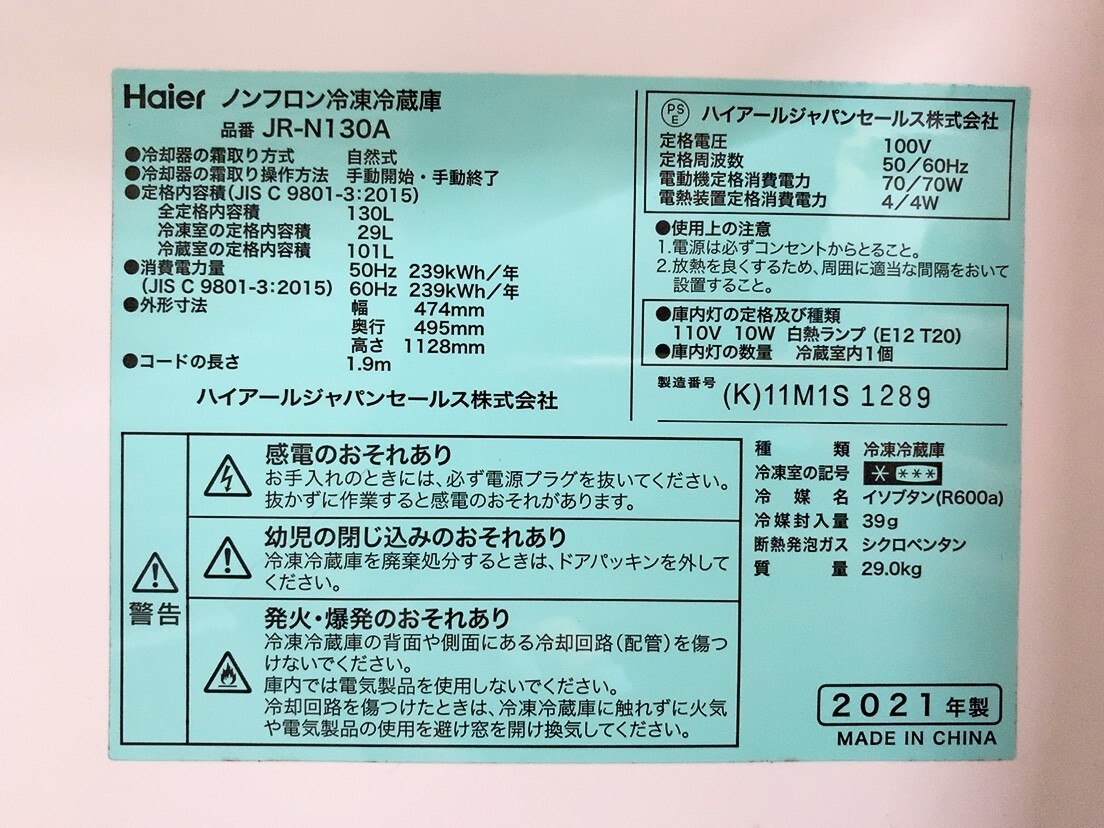 Haier ノンフロン冷凍冷蔵庫
品番 JR-N130A
●冷却器の霜取り方式 自然式
●冷却器の霜取り操作方法 手動開始・手動終了
●定格内容積(JIS C 9801-3:2015)
全定格内容積 130L
冷凍室の定格内容積 29L
冷蔵室の定格内容積 101L
●消費電力量 50Hz 239kWh/年
(JIS C 9801-3:2015) 60Hz 239kWh/年
●外形寸法 幅 474mm
奥行 495mm
高さ 1128mm
●コードの長さ 1.9m
ハイアールジャパンセールス株式会社
PS
E
ハイアールジャパンセールス株式会社
定格電圧 100V
定格周波数 50/60Hz
電動機定格消費電力 70/70W
電熱装置定格消費電力 4/4W
●使用上の注意
1.電源は必ずコンセントからとること。
2.放熱を良くするため、周囲に適当な間隔をおいて
設置すること。
●庫内灯の定格及び種類
110V 10W 白熱ランプ(E12 T20)
●庫内灯の数量 冷蔵室内1個
製造番号 (K)11M1S 1289
警告
感電のおそれあり
お手入れのときには、必ず電源プラグを抜いてください。
抜かずに作業すると感電のおそれがあります。
幼児の閉じ込みのおそれあり
冷凍冷蔵庫を廃棄処分するときは、ドアパッキンを外して
ください。
発火・爆発のおそれあり
冷凍冷蔵庫の背面や側面にある冷却回路(配管)を傷つ
けないでください。
庫内では電気製品を使用しないでください。
冷却回路を傷つけたときは、冷凍冷蔵庫に触れずに火気
や電気製品の使用を避け窓を開け換気してください。
種類 冷凍冷蔵庫
冷凍室の記号 * ***
冷媒名 イソブタン(R600a)
冷媒封入量 39g
断熱発泡ガス シクロペンタン
質量 29.0kg
2021年製
MADE IN CHINA